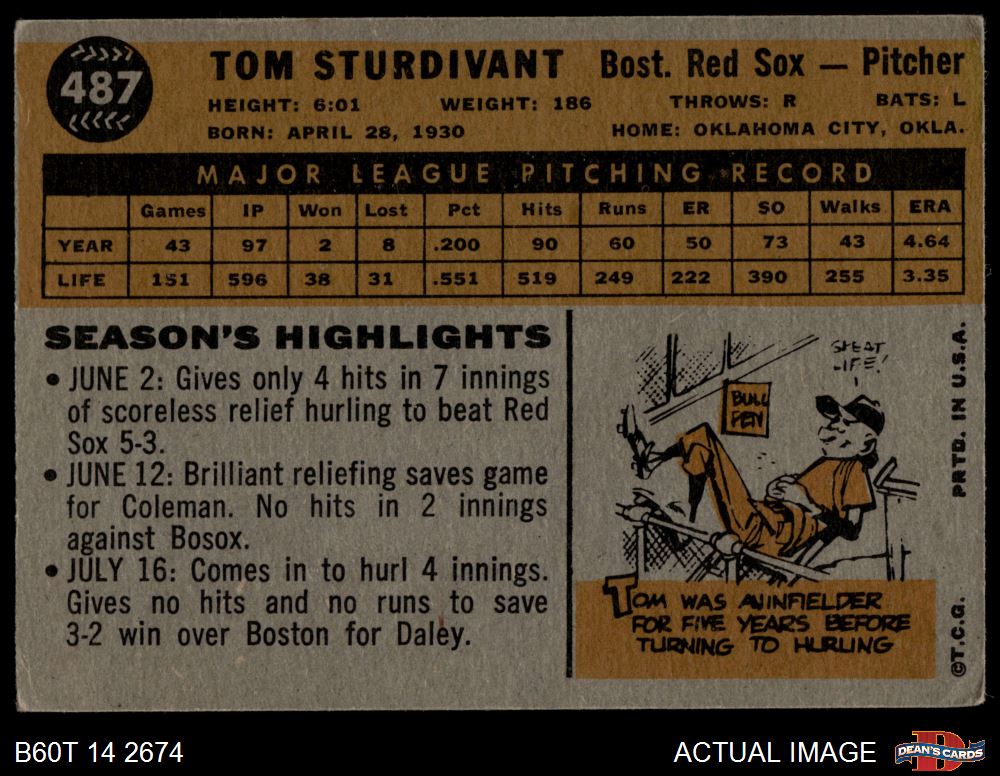 487
TOM STURDIVANT Bost. Red Sox — Pitcher
HEIGHT: 6:01 WEIGHT: 186 THROWS: R BATS: L
BORN: APRIL 28, 1930 HOME: OKLAHOMA CITY, OKLA.
MAJOR LEAGUE PITCHING RECORD
Games IP Won Lost Pct Hits Runs ER SO Walks ERA
YEAR 43 97 2 8 .200 90 60 50 73 43 4.64
LIFE 151 596 38 31 .551 519 249 222 390 255 3.35
SEASON'S HIGHLIGHTS
• JUNE 2: Gives only 4 hits in 7 innings
of scoreless relief hurling to beat Red
Sox 5-3.
• JUNE 12: Brilliant reliefing saves game
for Coleman. No hits in 2 innings
against Bosox.
• JULY 16: Comes in to hurl 4 innings.
Gives no hits and no runs to save
3-2 win over Boston for Daley.
LIFE!
BULL
PEN
TOM WAS AN INFIELDER
FOR FIVE YEARS BEFORE
TURNING TO HURLING
PRTD. IN U.S.A.
©T.C.G.
B60T 14 2674
ACTUAL IMAGE
DEAN'S CARDS